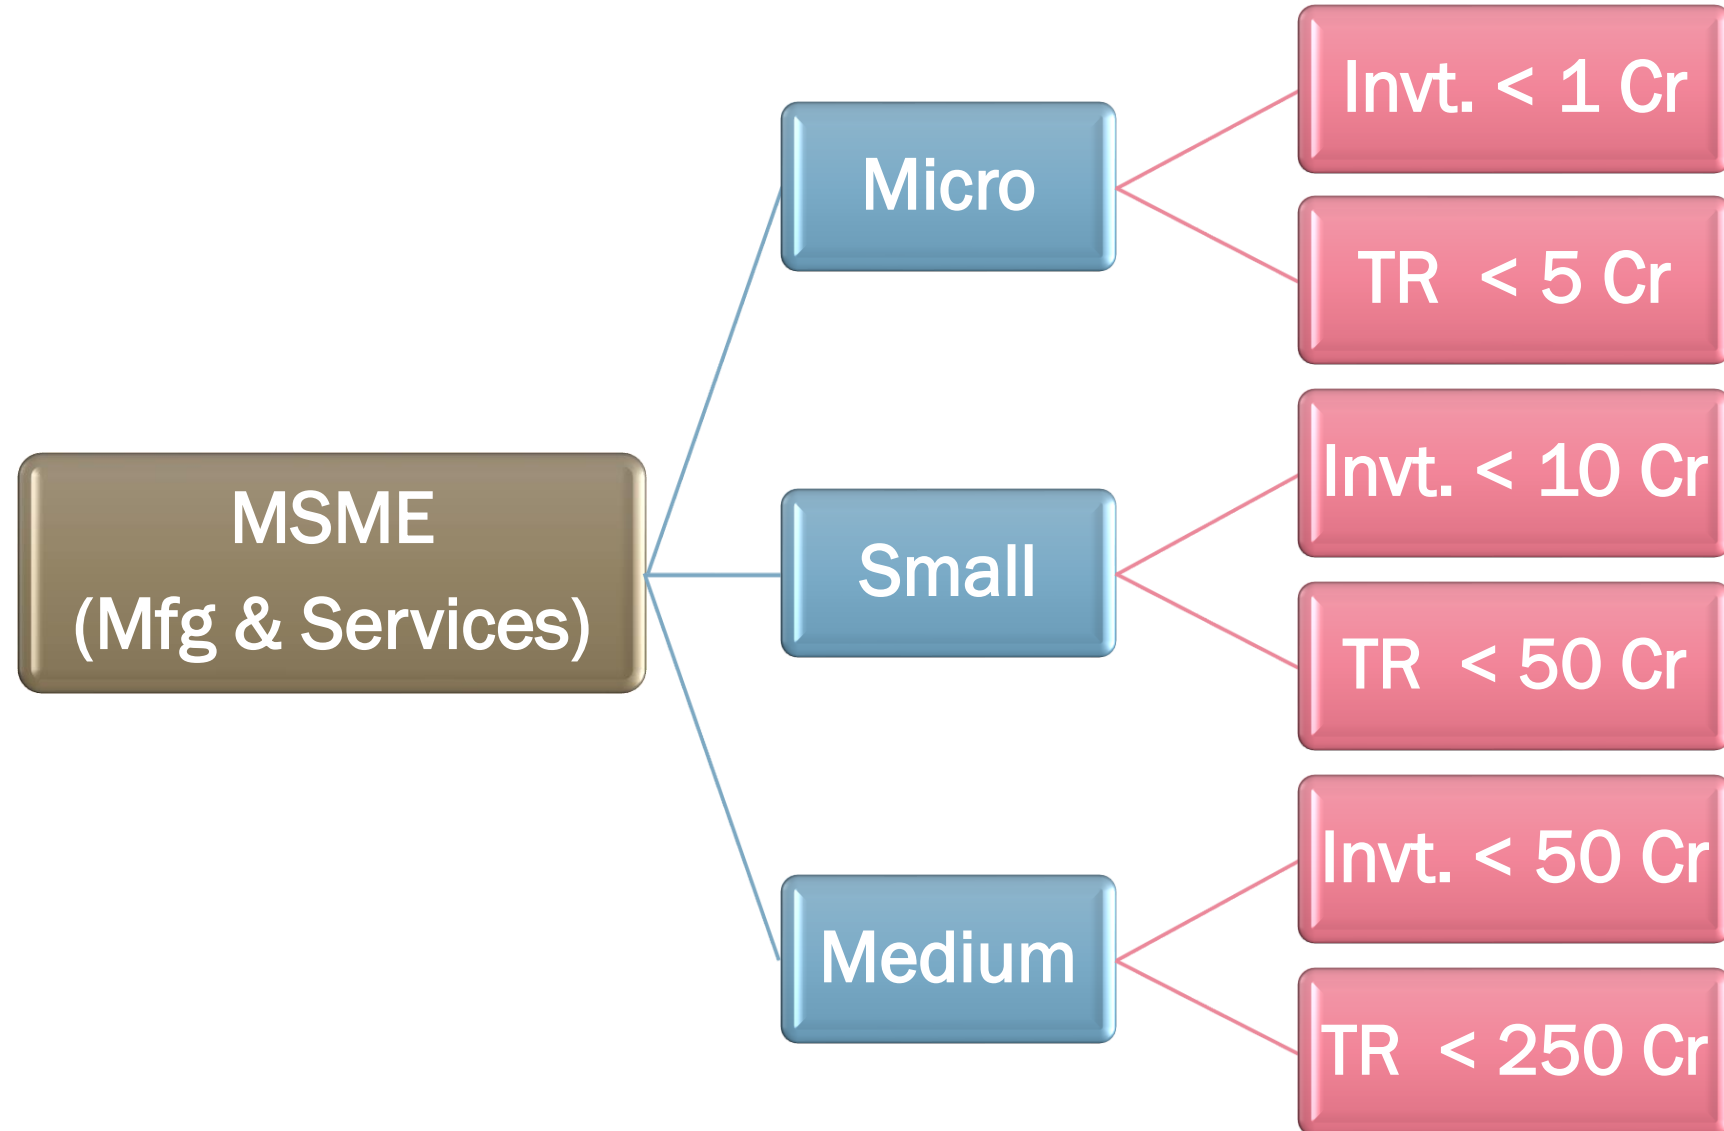 MSME
(Mfg & Services)
Micro
Invt. < 1 Cr
TR < 5 Cr
Small
Invt. < 10 Cr
TR < 50 Cr
Medium
Invt. < 50 Cr
TR < 250 Cr